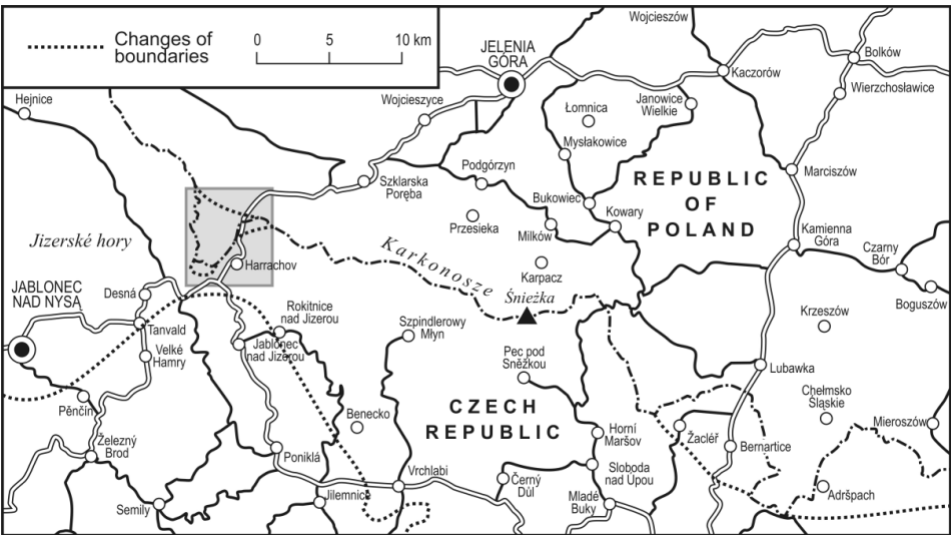 Changes of
boundaries
0 5 10 km
Wojcieszów
JELENIA
GÓRA
Bolków
Kaczorów
Wierzchosławice
Hejnice
Wojcieszyce
Łomnica
Janowice
Wielkie
Mysłakowice
Podgórzyn
Szklarska
Poręba
Marciszów
REPUBLIC
OF
POLAND
Bukowiec
Kowary
Przesieka
Miłków
Jizerské hory
Karkonosze
Harrachov
Karpacz
Kamienna
Góra
Czarny
Bór
Boguszów
JABLONEC
NAD NYSĄ
Desná
Śnieżka
Rokitnice
nad Jizerou
Krzeszów
Tanvald
Szpindlerowy
Młyn
Velké
Hamry
Jablonec
nad Jizerou
Pec pod
Sněžkou
Lubawka
Chełmsko
Śląskie
Pěnčín
Benecko
CZECH
REPUBLIC
Mieroszów
Železný
Brod
Horní
Maršov
Žacléř
Bernartice
Poniklá
Vrchlabi
Černý
Důl
Sloboda
nad Upou
Adršpach
Semily
Jilemnice
Mladé
Buky